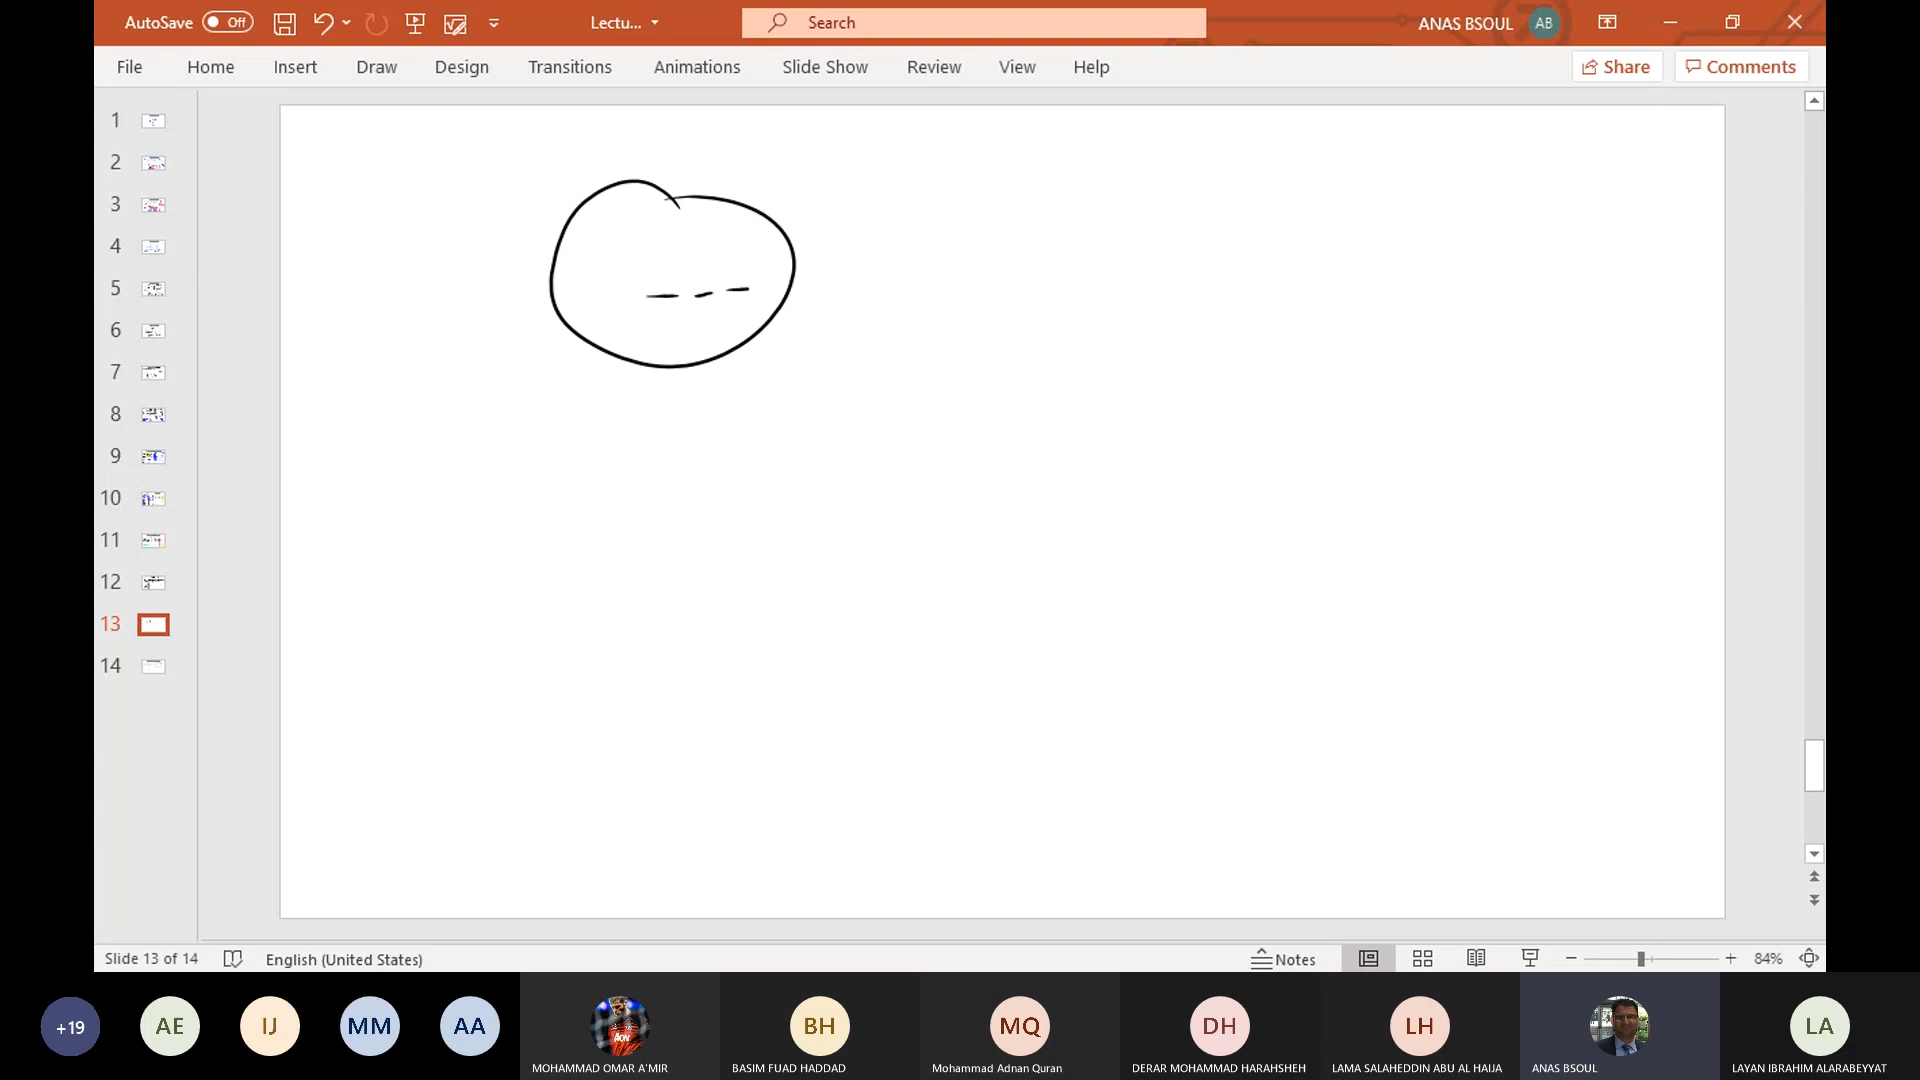 AutoSave Off Lectu... Search ANAS BSOUL AB
File Home Insert Draw Design Transitions Animations Slide Show Review View Help Share Comments
1
2
3
4
5
6
7
8
9
10
11
12
13
14
Slide 13 of 14 English (United States) Notes 84%
+19 AE IJ MM AA BH MQ DH LH LA
MOHAMMAD OMAR A'MIR BASIM FUAD HADDAD Mohammad Adnan Quran DERAR MOHAMMAD HARAHSHEH LAMA SALAHEDDIN ABU AL HAIJA ANAS BSOUL LAYAN IBRAHIM ALARABEYYAT